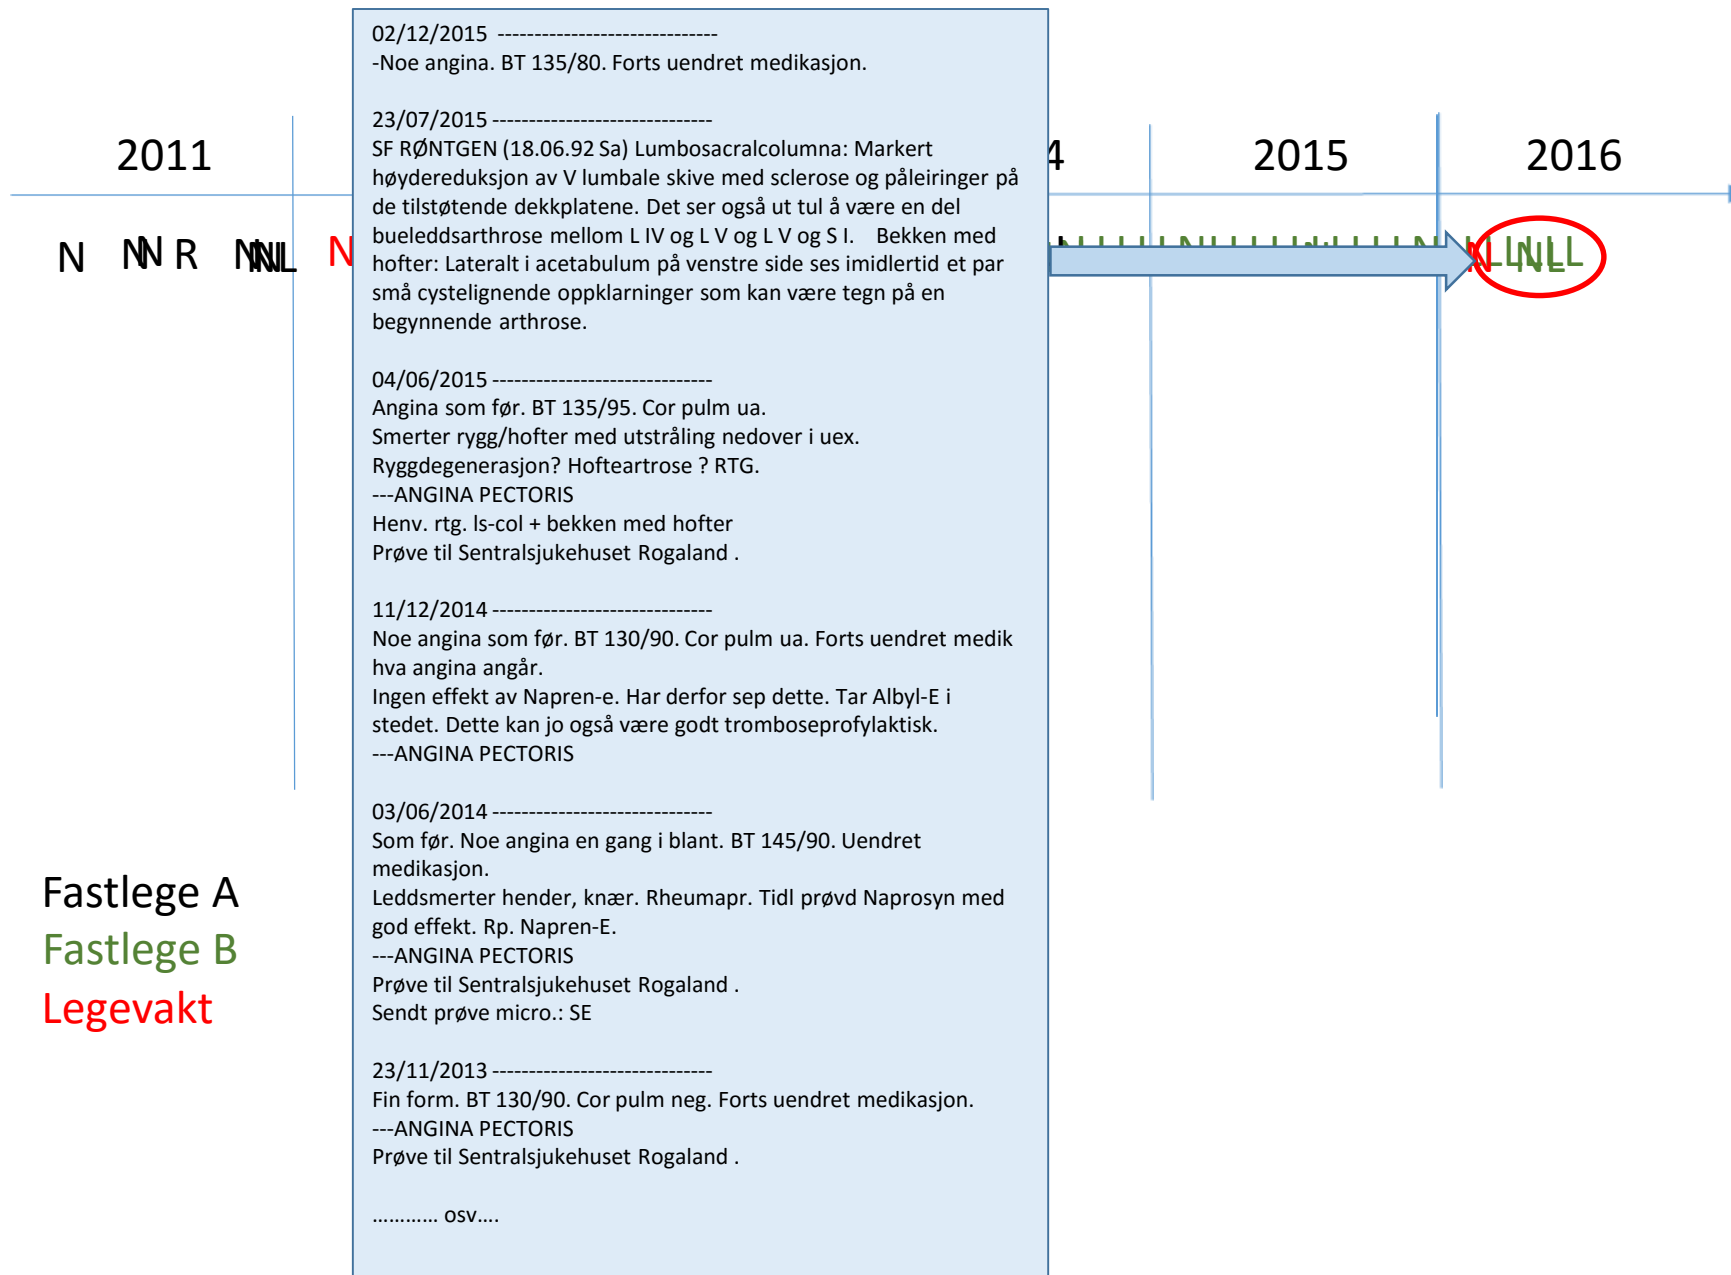 02/12/2015 ------------------------------
-Noe angina. BT 135/80. Forts uendret medikasjon.
23/07/2015 ------------------------------
SF RØNTGEN (18.06.92 Sa) Lumbosacralcolumna: Markert
høydereduksjon av V lumbale skive med sclerose og påleiringer på
de tilstøtende dekkplatene. Det ser også ut tul å være en del
bueleddsarthrose mellom L IV og L V og L V og S I. Bekken med
hofter: Lateralt i acetabulum på venstre side ses imidlertid et par
små cystelignende oppklarninger som kan være tegn på en
begynnende arthrose.
04/06/2015 ------------------------------
Angina som før. BT 135/95. Cor pulm ua.
Smerter rygg/hofter med utstråling nedover i uex.
Ryggdegenerasjon? Hofteartrose ? RTG.
---ANGINA PECTORIS
Henv. rtg. ls-col + bekken med hofter
Prøve til Sentralsjukehuset Rogaland .
11/12/2014 ------------------------------
Noe angina som før. BT 130/90. Cor pulm ua. Forts uendret medik
hva angina angår.
Ingen effekt av Napren-e. Har derfor sep dette. Tar Albyl-E i
stedet. Dette kan jo også være godt tromboseprofylaktisk.
---ANGINA PECTORIS
03/06/2014 ------------------------------
Som før. Noe angina en gang i blant. BT 145/90. Uendret
medikasjon.
Leddsmerter hender, knær. Rheumapr. Tidl prøvd Naprosyn med
god effekt. Rp. Napren-E.
---ANGINA PECTORIS
Prøve til Sentralsjukehuset Rogaland .
Sendt prøve micro.: SE
23/11/2013 ------------------------------
Fin form. BT 130/90. Cor pulm neg. Forts uendret medikasjon.
---ANGINA PECTORIS
Prøve til Sentralsjukehuset Rogaland .
………… osv….
2011
4
2015
2016
N NN R NNNL N
Fastlege A
Fastlege B
Legevakt